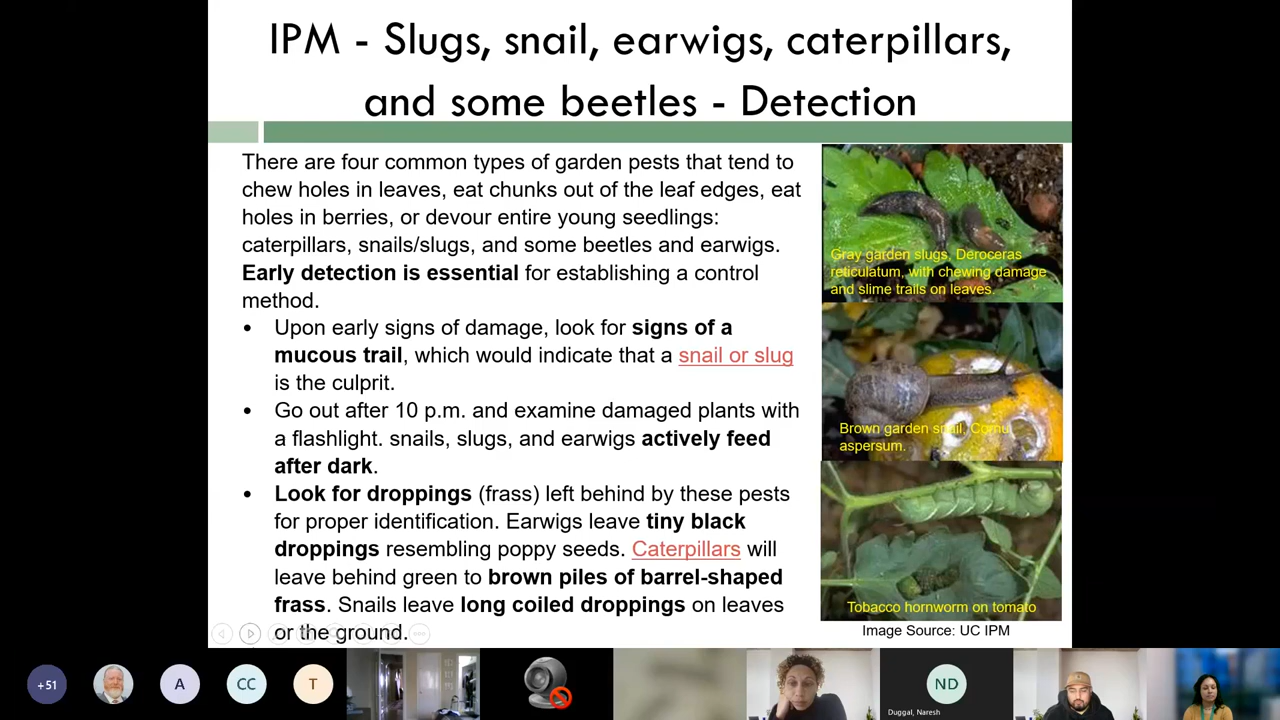 IPM - Slugs, snail, earwigs, caterpillars,
and some beetles - Detection
There are four common types of garden pests that tend to
chew holes in leaves, eat chunks out of the leaf edges, eat
holes in berries, or devour entire young seedlings:
caterpillars, snails/slugs, and some beetles and earwigs.
Early detection is essential for establishing a control
method.
• Upon early signs of damage, look for signs of a
mucous trail, which would indicate that a snail or slug
is the culprit.
• Go out after 10 p.m. and examine damaged plants with
a flashlight. snails, slugs, and earwigs actively feed
after dark.
• Look for droppings (frass) left behind by these pests
for proper identification. Earwigs leave tiny black
droppings resembling poppy seeds. Caterpillars will
leave behind green to brown piles of barrel-shaped
frass. Snails leave long coiled droppings on leaves
or the ground.
Gray garden slugs, Deroceras
reticulatum, with chewing damage
and slime trails on leaves.
Brown garden snail, Cornu
aspersum.
Tobacco hornworm on tomato
Image Source: UC IPM
+51
A
CC
T
ND
Duggal, Naresh